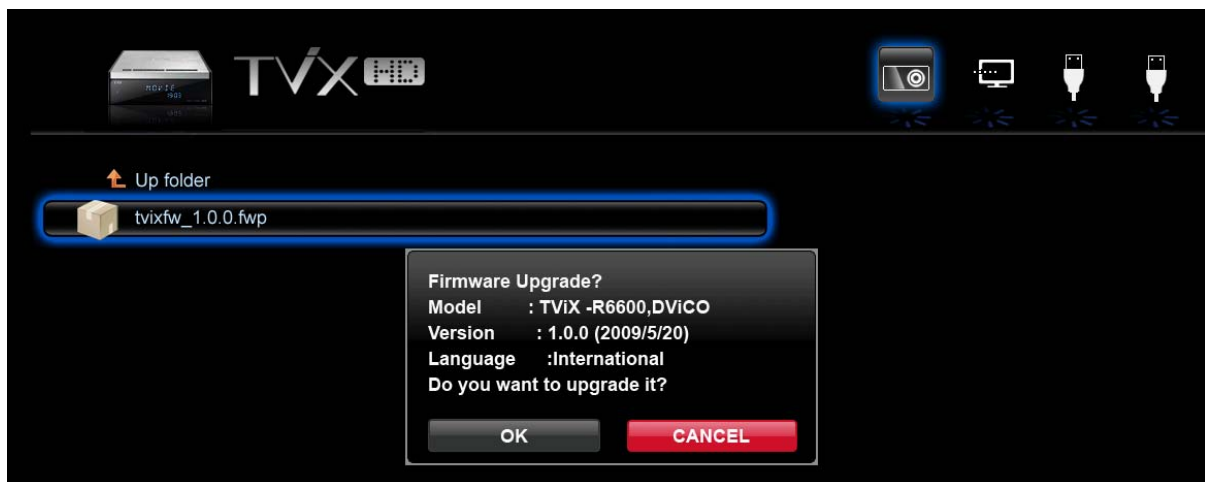 TViX HD
MOVIE
Up folder
tvixfw_1.0.0.fwp
Firmware Upgrade?
Model : TViX -R6600,DViCO
Version : 1.0.0 (2009/5/20)
Language :International
Do you want to upgrade it?
OK CANCEL